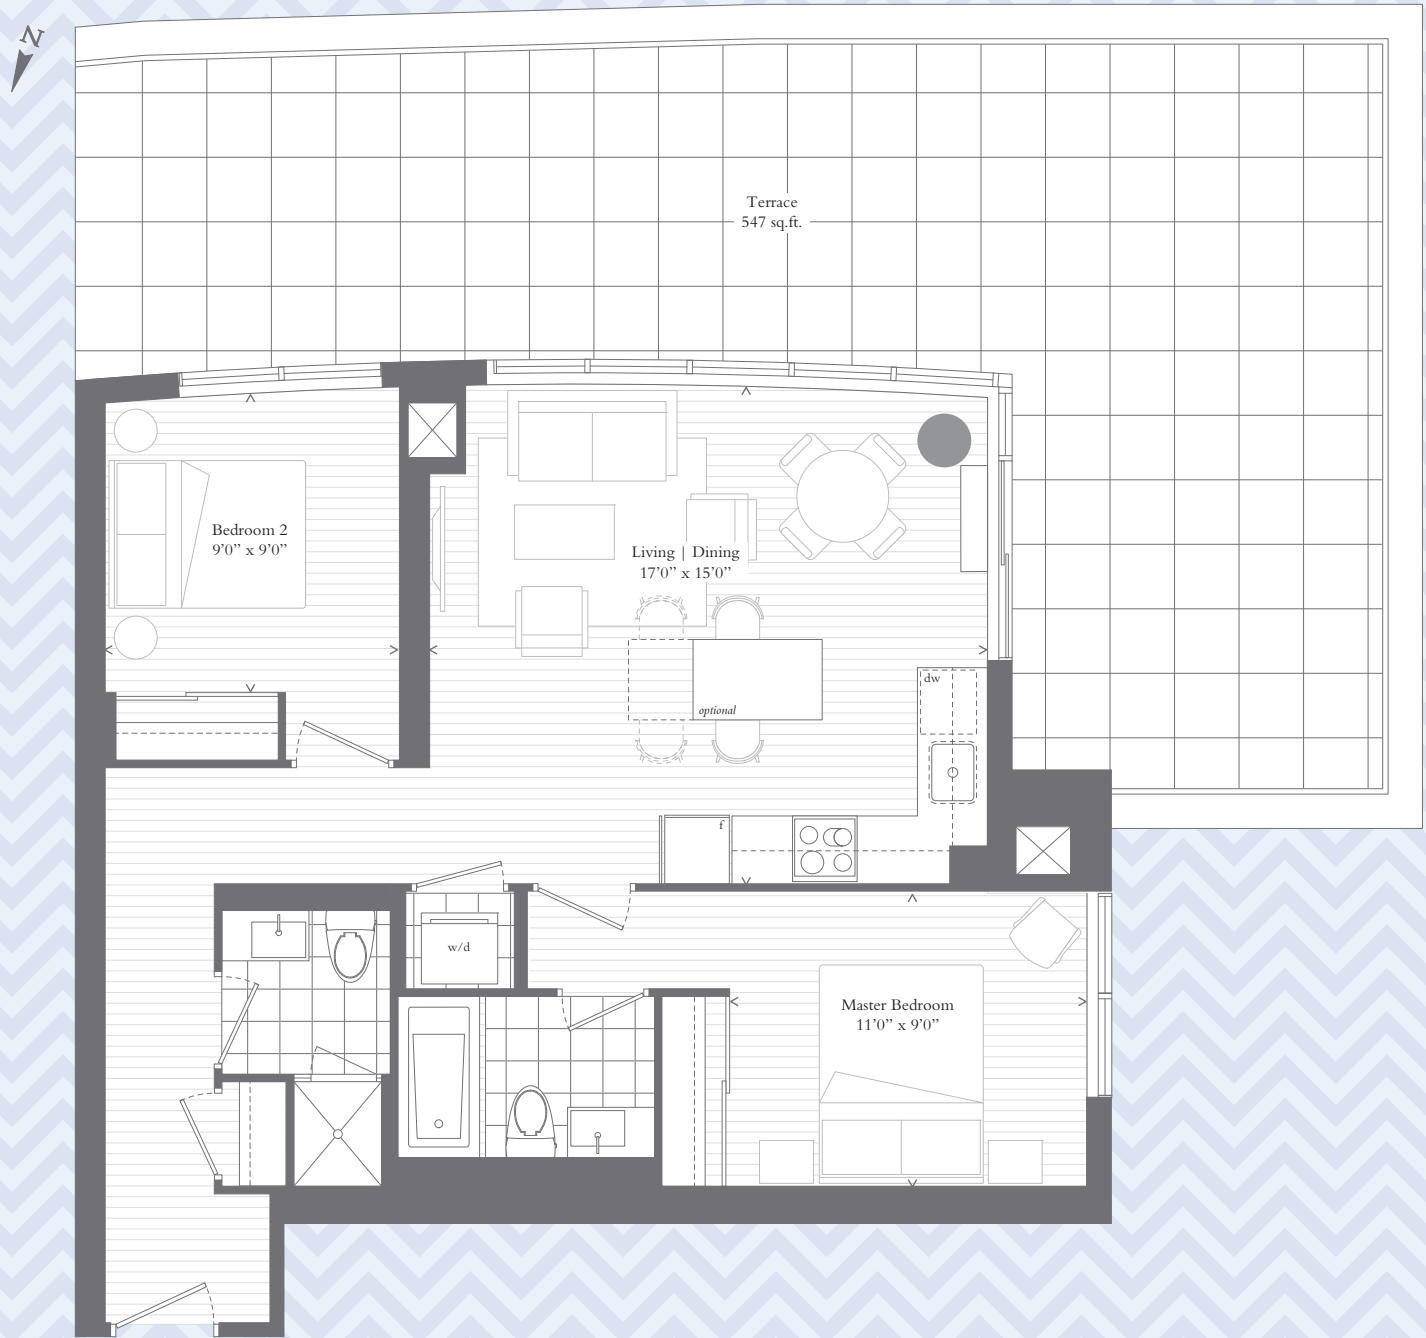 N
Terrace
547 sq.ft.
Bedroom 2
9’0” x 9’0”
Living | Dining
17’0” x 15’0”
dw
optional
f
w/d
Master Bedroom
11’0” x 9’0”